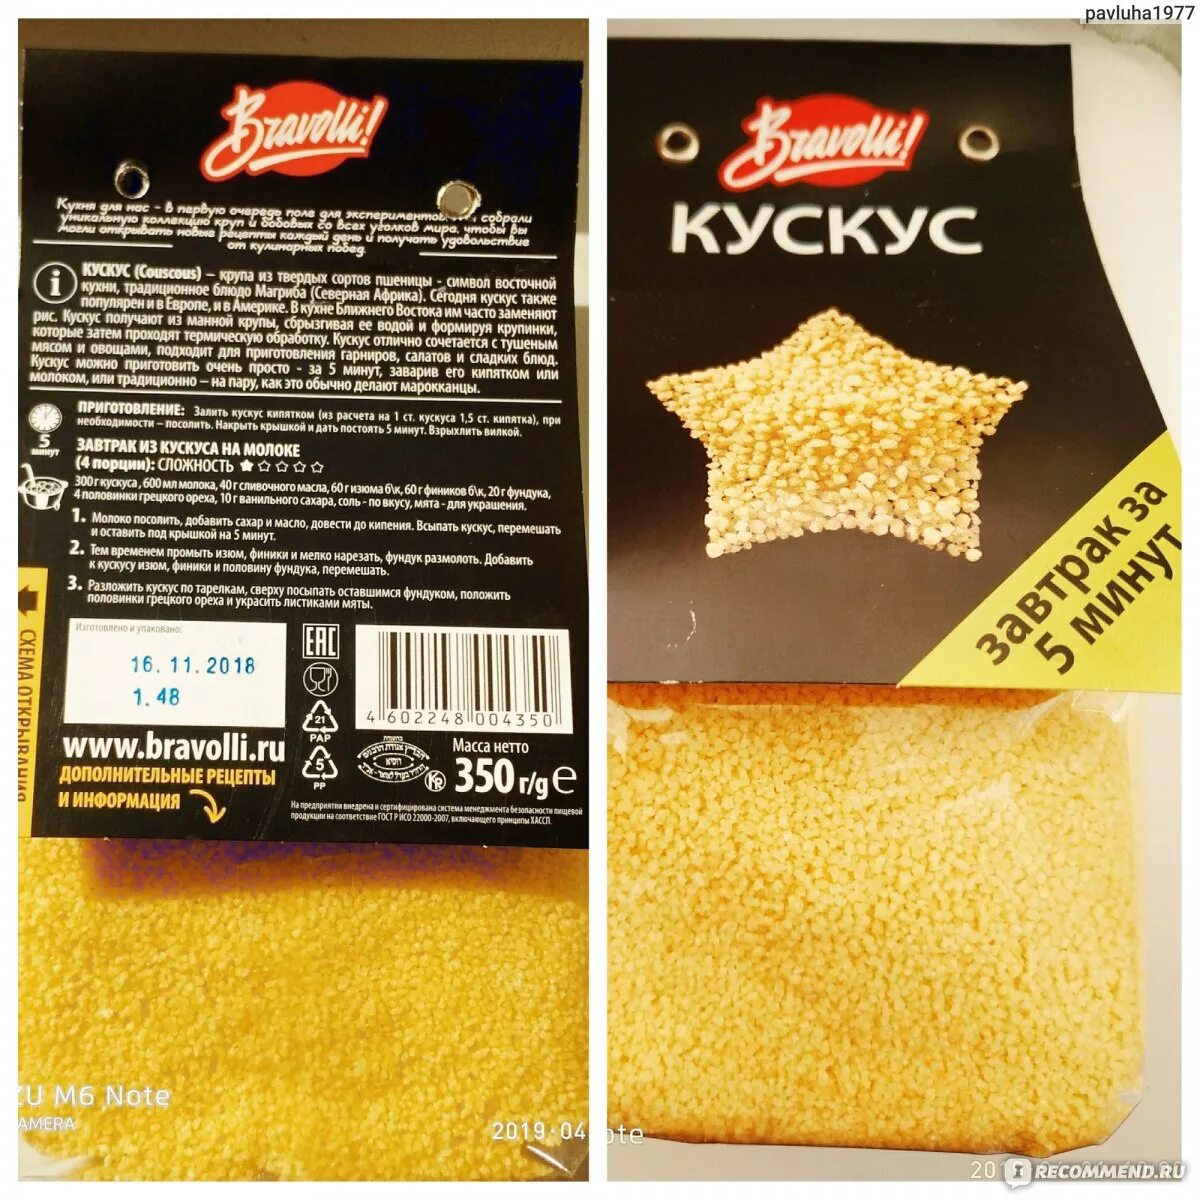 pavluha1977
Bravolli!
Кухня для нас - в первую очередь поле для экспериментов. собрали
уникальную коллекцию круп и бобовых со всех уголков мира, чтобы вы
могли открывать новые рецепты каждый день и получать удовольствие
от кулинарных побед.
i
КУСКУС (Couscous) – крупа из твердых сортов пшеницы - символ восточной
кухни, традиционное блюдо Магриба (Северная Африка). Сегодня кускус также
популярен и в Европе, и в Америке. В кухне Ближнего Востока им часто заменяют
рис. Кускус получают из манной крупы, сбрызгивая ее водой и формируя крупинки,
которые затем проходят термическую обработку. Кускус отлично сочетается с тушеным
мясом и овощами, подходит для приготовления гарниров, салатов и сладких блюд.
Кускус можно приготовить очень просто - за 5 минут, заварив его кипятком или
молоком, или традиционно – на пару, как это обычно делают марокканцы.
5
минут
ПРИГОТОВЛЕНИЕ: Залить кускус кипятком (из расчета на 1 ст. кускуса 1,5 ст. кипятка), при
необходимости – посолить. Накрыть крышкой и дать постоять 5 минут. Взрыхлить вилкой.
ЗАВТРАК ИЗ КУСКУСА НА МОЛОКЕ
(4 порции): СЛОЖНОСТЬ ★☆☆☆☆
300 г кускуса, 600 мл молока, 40 г сливочного масла, 60 г изюма б\к, 60 г фиников б\к, 20 г фундука,
4 половинки грецкого ореха, 10 г ванильного сахара, соль - по вкусу, мята - для украшения.
1. Молоко посолить, добавить сахар и масло, довести до кипения. Всыпать кускус, перемешать
и оставить под крышкой на 5 минут.
2. Тем временем промыть изюм, финики и мелко нарезать, фундук размолоть. Добавить
к кускусу изюм, финики и половину фундука, перемешать.
3. Разложить кускус по тарелкам, сверху посыпать оставшимся фундуком, положить
половинки грецкого ореха и украсить листиками мяты.
СХЕМА ОТКРЫВАНИЯ
Изготовлено и упаковано:
16.11.2018
1.48
EAC
21
PAP
5
PP
4 602248 004350
www.bravolli.ru
ДОПОЛНИТЕЛЬНЫЕ РЕЦЕПТЫ
И ИНФОРМАЦИЯ
Масса нетто
350 г/g e
На предприятии внедрена и сертифицирована система менеджмента безопасности пищевой
продукции на соответствие ГОСТ Р ИСО 22000-2007, включающего принципы ХАССП.
ZU M6 Note
AMERA
2019·04
Bravolli!
КУСКУС
завтрак за
5 минут
ote
RECOMMEND.RU